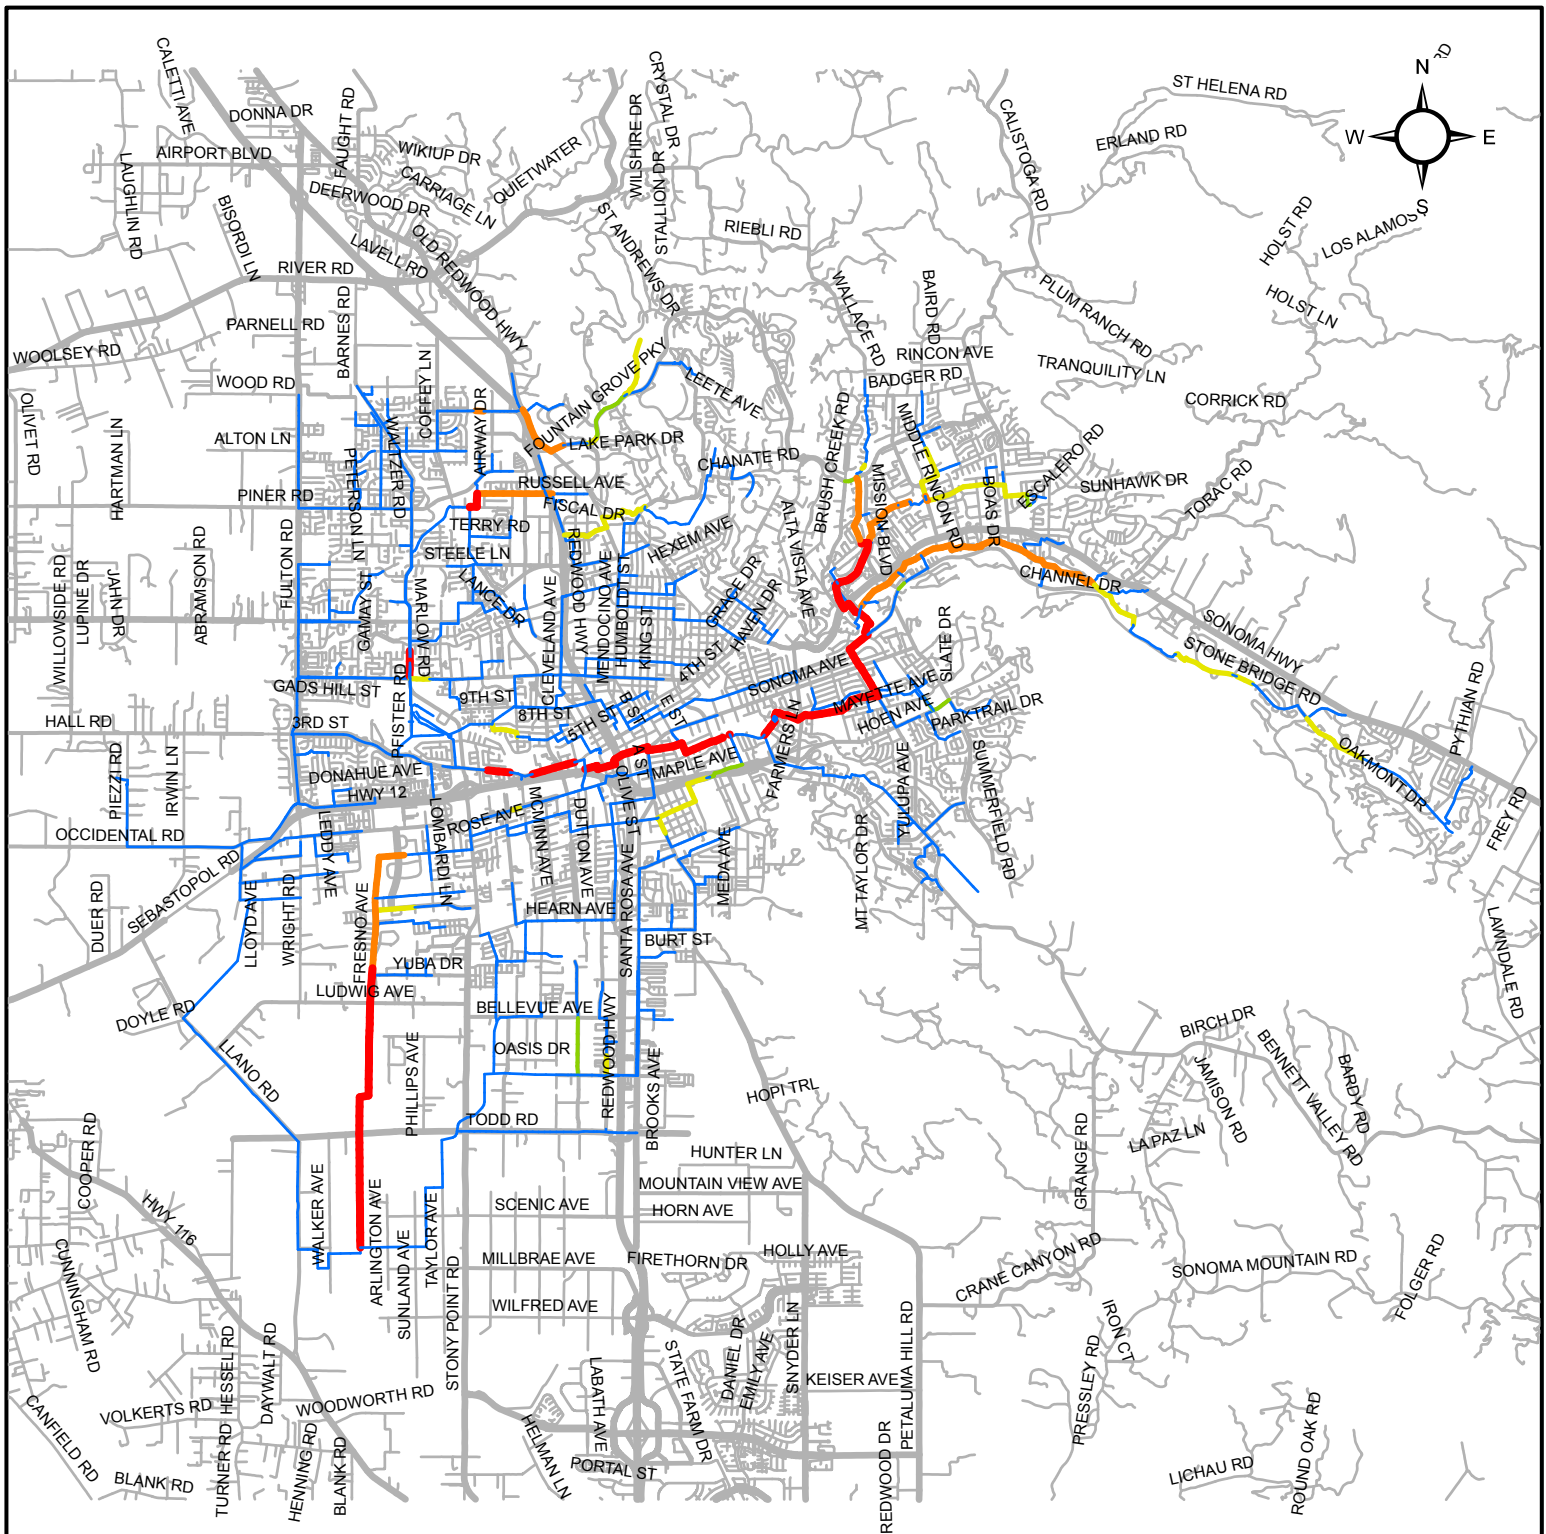 CALETTI AVE
DONNA DR
FAUGHT RD
AIRPORT BLVD
WIKIUP DR
CARRIAGE LN
QUIETWATER
WILSHIRE DR
CRYSTAL DR
STALLION DR
CALISTOGA RD
ST HELENA RD
ERLAND RD
RD
N
W
E
S
LAUGHLIN RD
BISORDI LN
DEERWOOD DR
LAVELL RD
OLD REDWOOD HWY
ST ANDREWS DR
RIEBLI RD
HOLST RD
LOS ALAMOS
RIVER RD
PARNELL RD
BARNES RD
WALLACE RD
BAIRD RD
PLUM RANCH RD
HOLST LN
WOOLSEY RD
WOOD RD
COFFEY LN
FOUNTAIN GROVE PKY
LEETE AVE
RINCON AVE
BADGER RD
TRANQUILITY LN
CORRICK RD
OLIVET RD
HARTMAN LN
ALTON LN
PETERSON LN
WALTZER RD
AIRWAY DR
LAKE PARK DR
CHANATE RD
BRUSH CREEK RD
MIDDLE RINCON RD
ESCALERO RD
SUNHAWK DR
TORAC RD
PINER RD
RUSSELL AVE
FISCAL DR
TERRY RD
STEELE LN
HEXEM AVE
ALTA VISTA AVE
MISSION BLVD
BOAS DR
CHANNEL DR
WILLOWSIDE RD
LUPINE DR
JAHN DR
ABRAMSON RD
FULTON RD
GAMAY ST
MARLOW RD
LANCE DR
CLEVELAND AVE
REDWOOD HWY
MENDOCINO AVE
HUMBOLDT ST
KING ST
GRACE DR
HAVEN DR
4TH ST
SLATE DR
SONOMA HWY
STONE BRIDGE RD
GADS HILL ST
9TH ST
8TH ST
5TH ST
B ST
E ST
SONOMA AVE
MAYETTE AVE
HOEN AVE
PARKTRAIL DR
HALL RD
3RD ST
PFISTER RD
A ST
MAPLE AVE
FARMERS LN
YULUPA AVE
SUMMERFIELD RD
OAKMONT DR
PYTHIAN RD
PIEZZI RD
IRWIN LN
DONAHUE AVE
HWY 12
OCCIDENTAL RD
LEDDY AVE
LOMBARDI LN
ROSE AVE
MCMINN AVE
DUTTON AVE
OLIVE ST
SANTA ROSA AVE
MEDA AVE
MT TAYLOR DR
FREY RD
SEBASTOPOL RD
DUER RD
LLOYD AVE
WRIGHT RD
FRESNO AVE
HEARN AVE
BURT ST
LAWNDALE RD
YUBA DR
LUDWIG AVE
BELLEVUE AVE
DOYLE RD
LLANO RD
PHILLIPS AVE
OASIS DR
REDWOOD HWY
BROOKS AVE
HOPI TRL
BIRCH DR
BENNETT VALLEY RD
BARDY RD
JAMISON RD
COOPER RD
TODD RD
HUNTER LN
GRANGE RD
LA PAZ LN
HWY 116
WALKER AVE
ARLINGTON AVE
SUNLAND AVE
TAYLOR AVE
STONY POINT RD
SCENIC AVE
MOUNTAIN VIEW AVE
HORN AVE
CUNNINGHAM RD
MILLBRAE AVE
FIRETHORN DR
HOLLY AVE
CRANE CANYON RD
SONOMA MOUNTAIN RD
FOLGER RD
WILFRED AVE
DANIEL DR
EMILY AVE
SNYDER LN
PETALUMA HILL RD
IRON CT
PRESSLEY RD
CANFIELD RD
VOLKERTS RD
HESSEL RD
TURNER RD
DAYWALT RD
WOODWORTH RD
LABATH AVE
STATE FARM DR
KEISER AVE
BLANK RD
HENNING RD
BLANK RD
HELMAN LN
PORTAL ST
REDWOOD DR
LICHAU RD
ROUND OAK RD